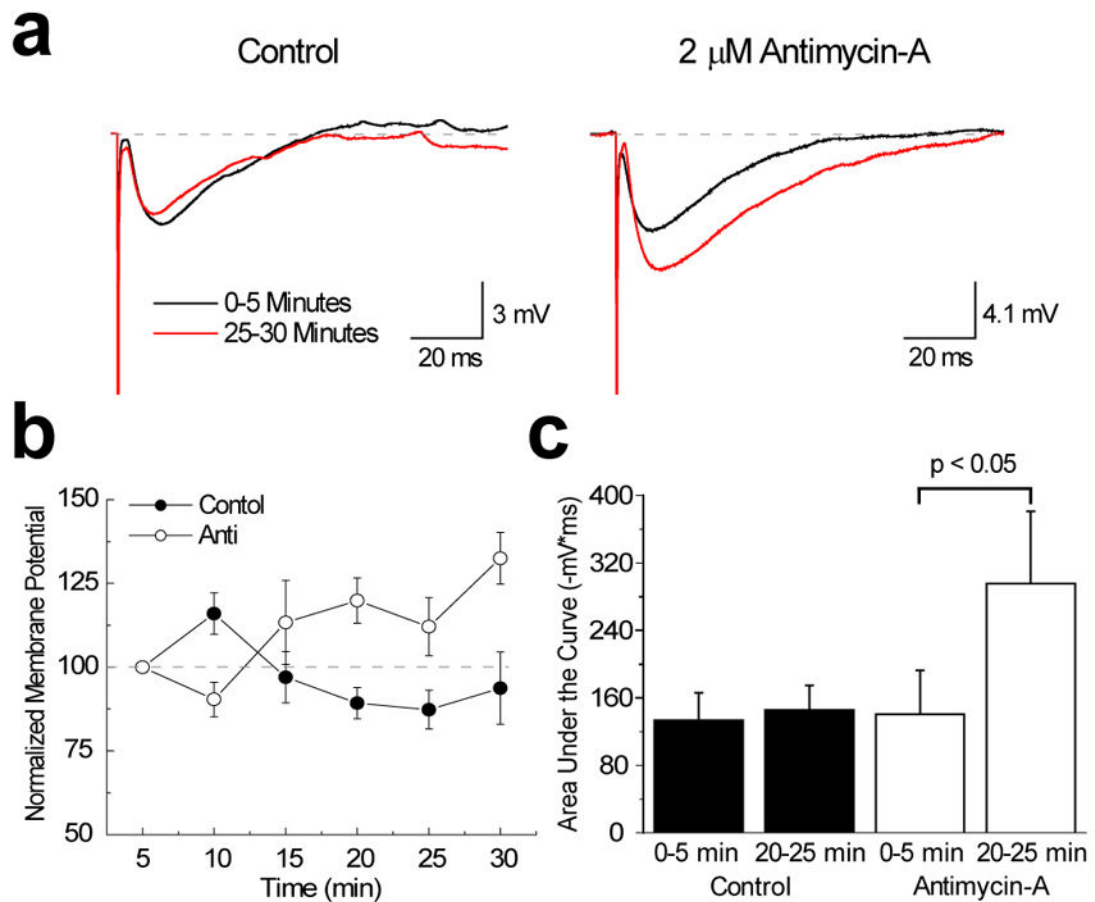 a
Control
2 μM Antimycin-A
0-5 Minutes
25-30 Minutes
3 mV
20 ms
4.1 mV
20 ms
b
Contol
Anti
Normalized Membrane Potential
150
125
100
75
50
5 10 15 20 25 30
Time (min)
c
p < 0.05
Area Under the Curve (-mV*ms)
400
320
240
160
80
0
0-5 min 20-25 min 0-5 min 20-25 min
Control Antimycin-A